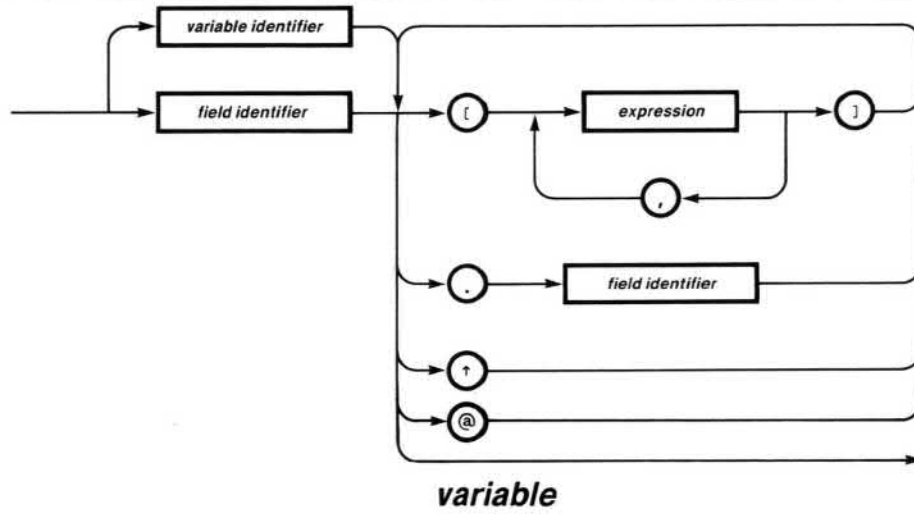 variable identifier
field identifier
[ expression ]
,
. field identifier
↑
@
variable